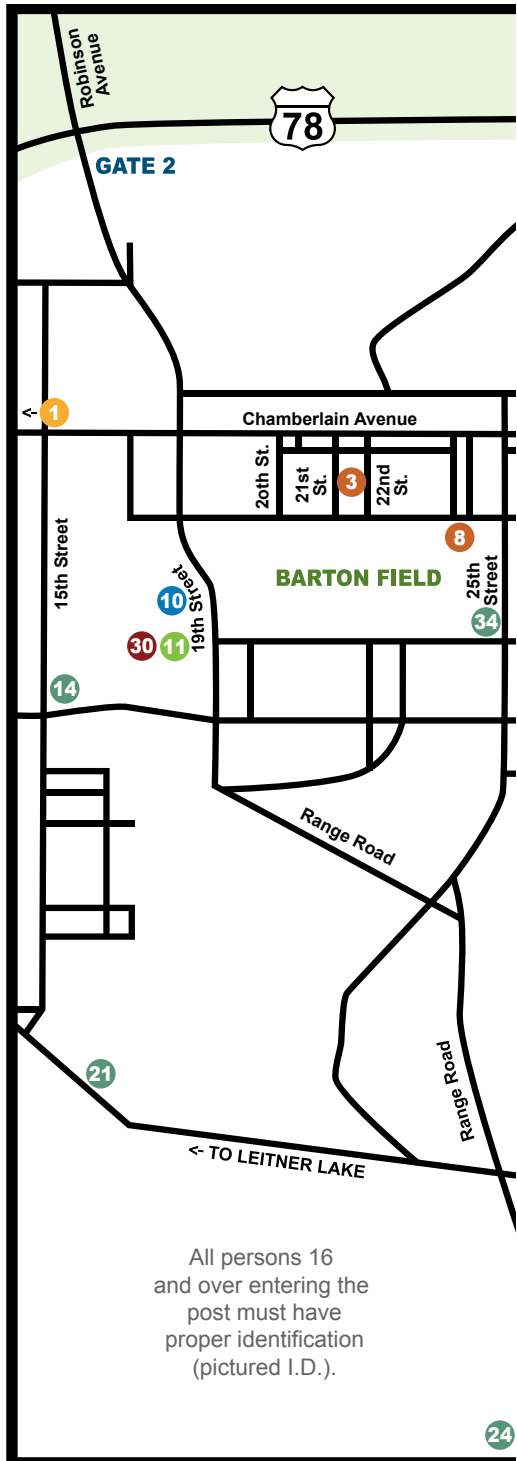 Robinson
Avenue
78
GATE 2
<- 1
Chamberlain Avenue
2oth St.
21st
St.
3
22nd
St.
8
15th Street
BARTON FIELD
25th
Street
10
19th Street
34
30
11
14
Range Road
21
Range Road
<- TO LEITNER LAKE
All persons 16
and over entering the
post must have
proper identification
(pictured I.D.).
24